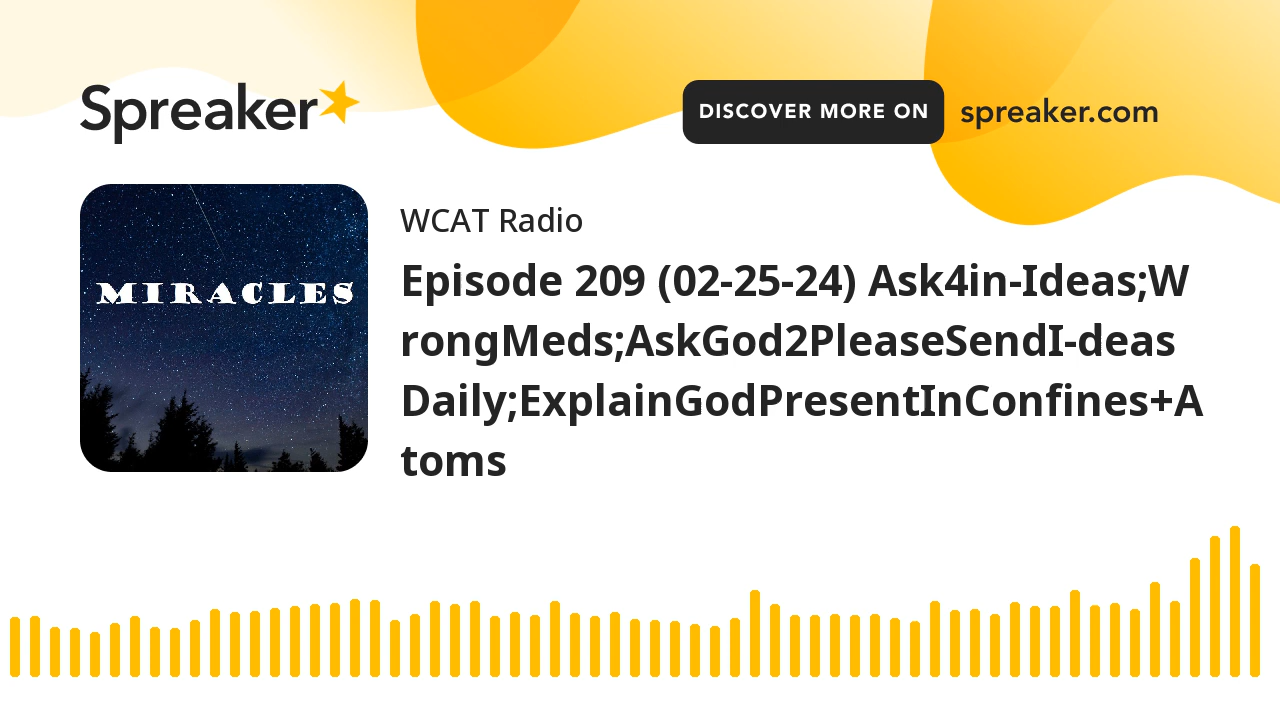 Spreaker
DISCOVER MORE ON
spreaker.com
MIRACLES
WCAT Radio
Episode 209 (02-25-24) Ask4in-Ideas;W
rongMeds;AskGod2PleaseSendI-deas
Daily;ExplainGodPresentInConfines+A
toms